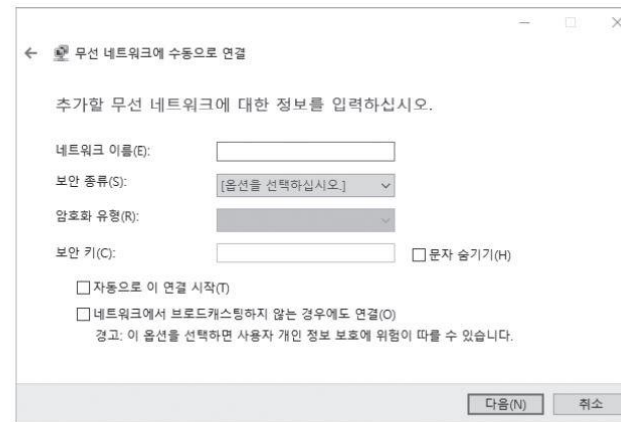 무선 네트워크에 수동으로 연결
추가할 무선 네트워크에 대한 정보를 입력하십시오.
네트워크 이름(E):
보안 종류(S):
[옵션을 선택하십시오.]
암호화 유형(R):
보안 키(C):
문자 숨기기(H)
자동으로 이 연결 시작(T)
네트워크에서 브로드캐스팅하지 않는 경우에도 연결(O)
경고: 이 옵션을 선택하면 사용자 개인 정보 보호에 위험이 따를 수 있습니다.
다음(N)
취소